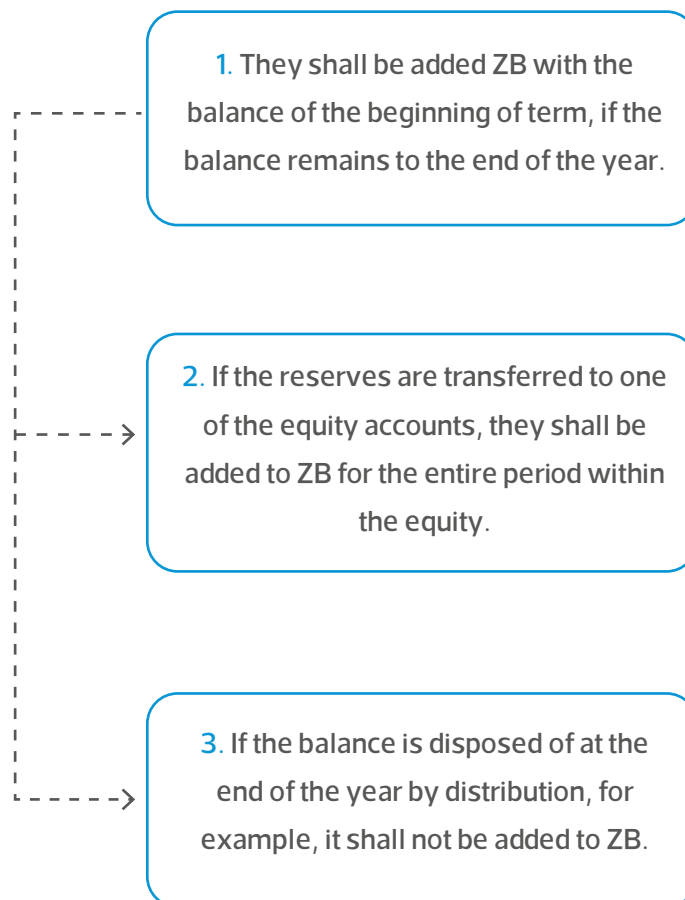 1. They shall be added ZB with the
balance of the beginning of term, if the
balance remains to the end of the year.
2. If the reserves are transferred to one
of the equity accounts, they shall be
added to ZB for the entire period within
the equity.
3. If the balance is disposed of at the
end of the year by distribution, for
example, it shall not be added to ZB.